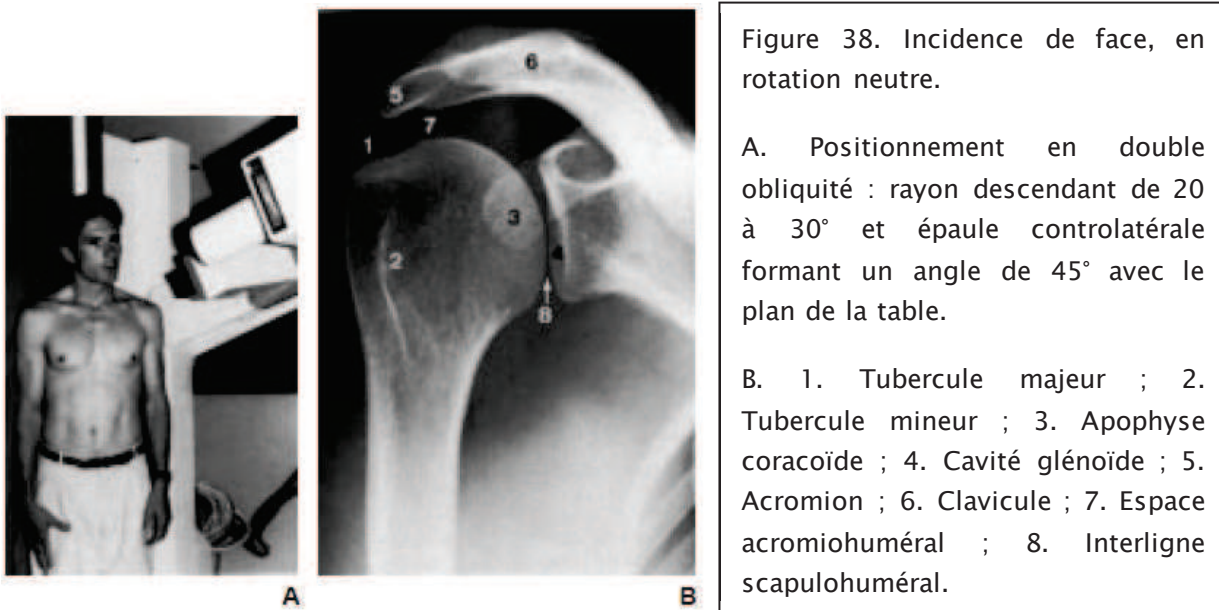 Figure 38. Incidence de face, en
rotation neutre.
A. Positionnement en double
obliquité : rayon descendant de 20
à 30° et épaule controlatérale
formant un angle de 45° avec le
plan de la table.
B. 1. Tubercule majeur ; 2.
Tubercule mineur ; 3. Apophyse
coracoïde ; 4. Cavité glénoïde ; 5.
Acromion ; 6. Clavicule ; 7. Espace
acromiohuméral ; 8. Interligne
scapulohuméral.
6
5
7
1
3
2
4
8
A
B